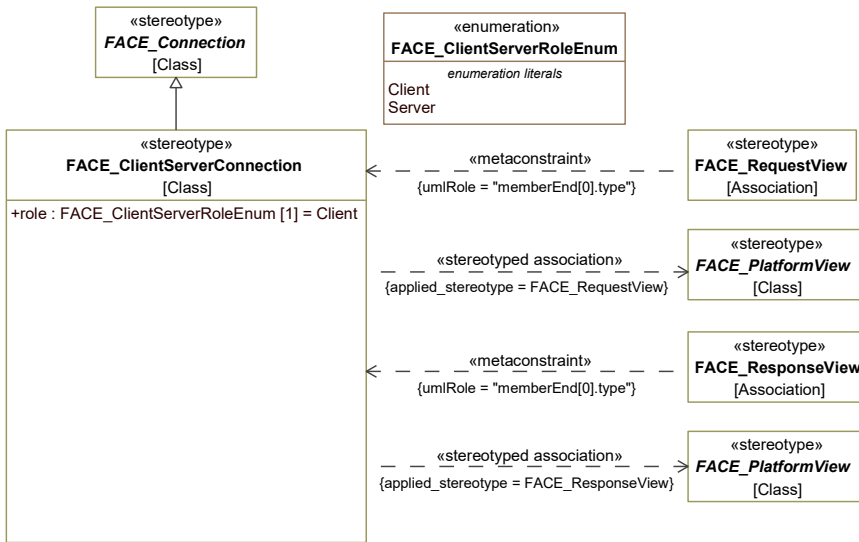 «stereotype»
FACE_Connection
[Class]
«enumeration»
FACE_ClientServerRoleEnum
enumeration literals
Client
Server
«stereotype»
FACE_ClientServerConnection
[Class]
+role : FACE_ClientServerRoleEnum [1] = Client
«metaconstraint»
{umlRole = "memberEnd[0].type"}
«stereotype»
FACE_RequestView
[Association]
«stereotyped association»
{applied_stereotype = FACE_RequestView}
«stereotype»
FACE_PlatformView
[Class]
«metaconstraint»
{umlRole = "memberEnd[0].type"}
«stereotype»
FACE_ResponseView
[Association]
«stereotyped association»
{applied_stereotype = FACE_ResponseView}
«stereotype»
FACE_PlatformView
[Class]